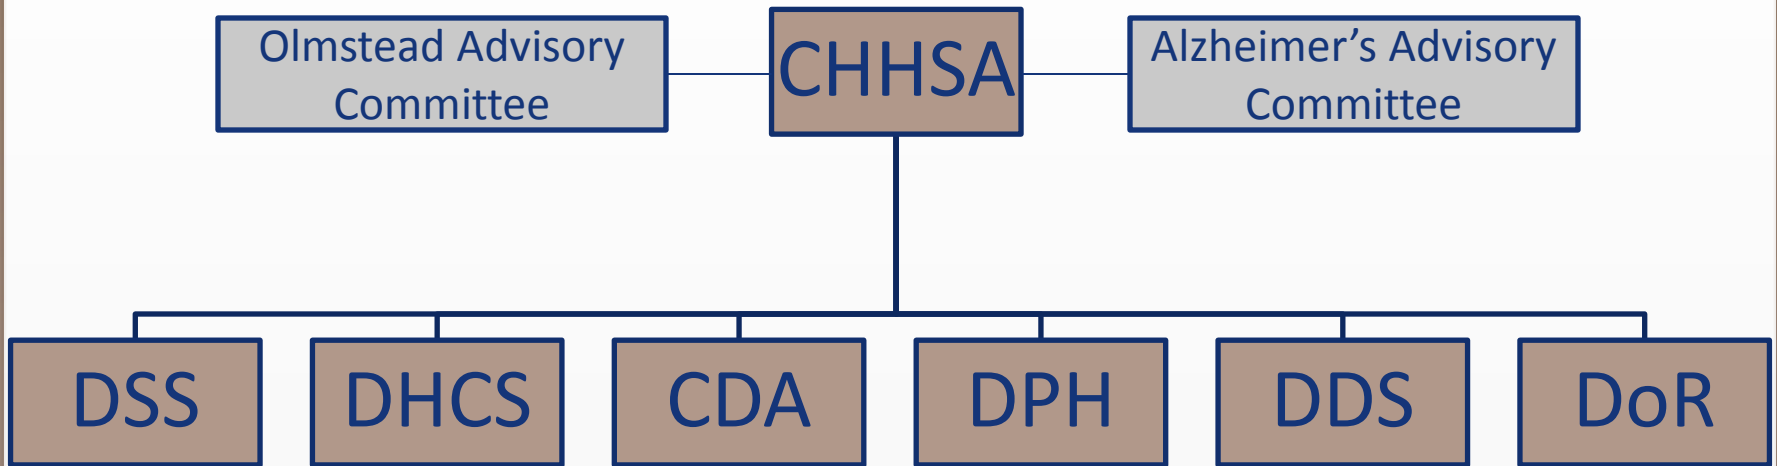 Olmstead Advisory
Committee
CHHSA
Alzheimer’s Advisory
Committee
DSS
DHCS
CDA
DPH
DDS
DoR